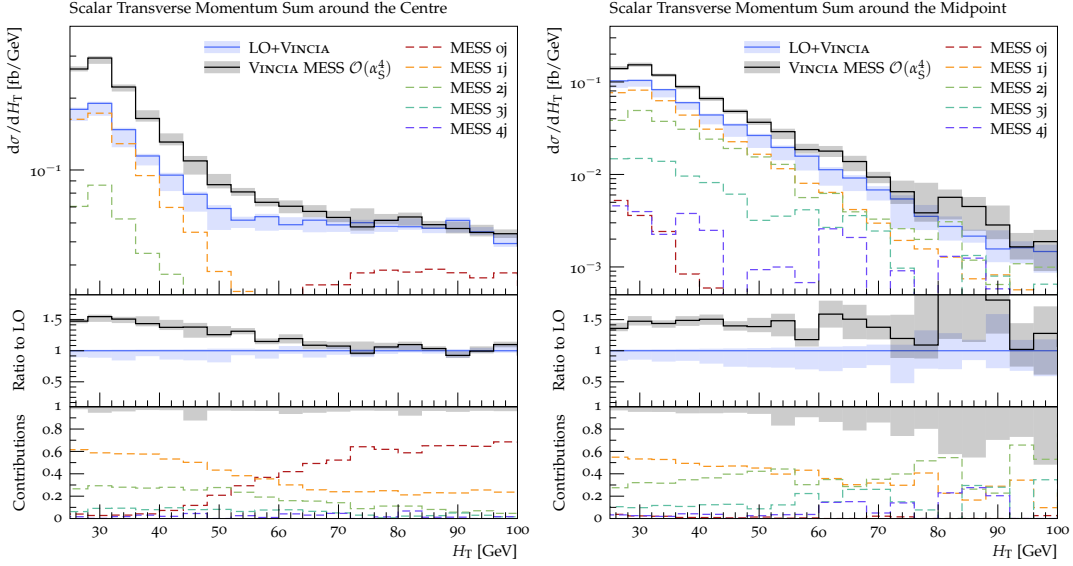 Scalar Transverse Momentum Sum around the Centre
dσ/dH_T [fb/GeV]
LO+VINCIA
VINCIA MESS O(α_S^4)
MESS 0j
MESS 1j
MESS 2j
MESS 3j
MESS 4j
10^−1
Ratio to LO
1.5
1
0.5
Contributions
1
0.8
0.6
0.4
0.2
0
30 40 50 60 70 80 90 100
H_T [GeV]
Scalar Transverse Momentum Sum around the Midpoint
dσ/dH_T [fb/GeV]
LO+VINCIA
VINCIA MESS O(α_S^4)
MESS 0j
MESS 1j
MESS 2j
MESS 3j
MESS 4j
10^−1
10^−2
10^−3
Ratio to LO
1.5
1
0.5
Contributions
1
0.8
0.6
0.4
0.2
0
30 40 50 60 70 80 90 100
H_T [GeV]